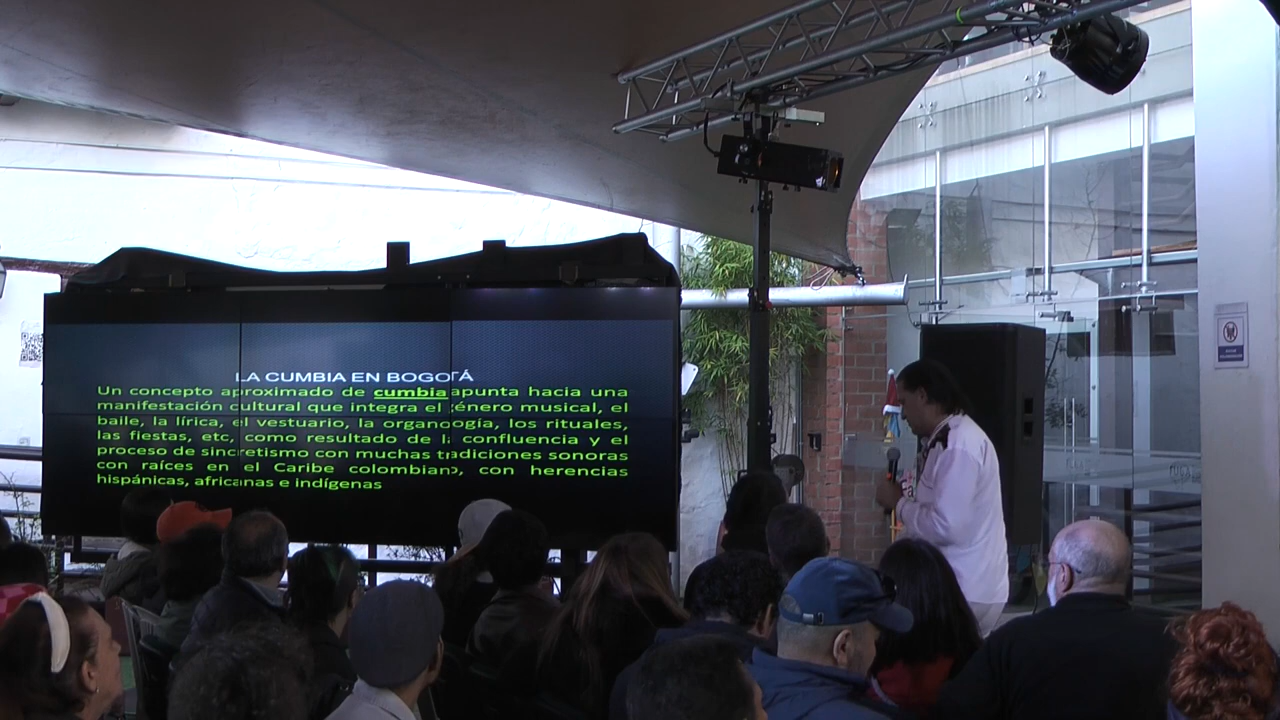 LA CUMBIA EN BOGOTÁ
Un concepto aproximado de cumbia apunta hacia una
manifestación cultural que integra el género musical, el
baile, la lírica, el vestuario, la organología, los rituales,
las fiestas, etc, como resultado de la confluencia y el
proceso de sincretismo con muchas tradiciones sonoras
con raíces en el Caribe colombiano, con herencias
hispánicas, africanas e indígenas